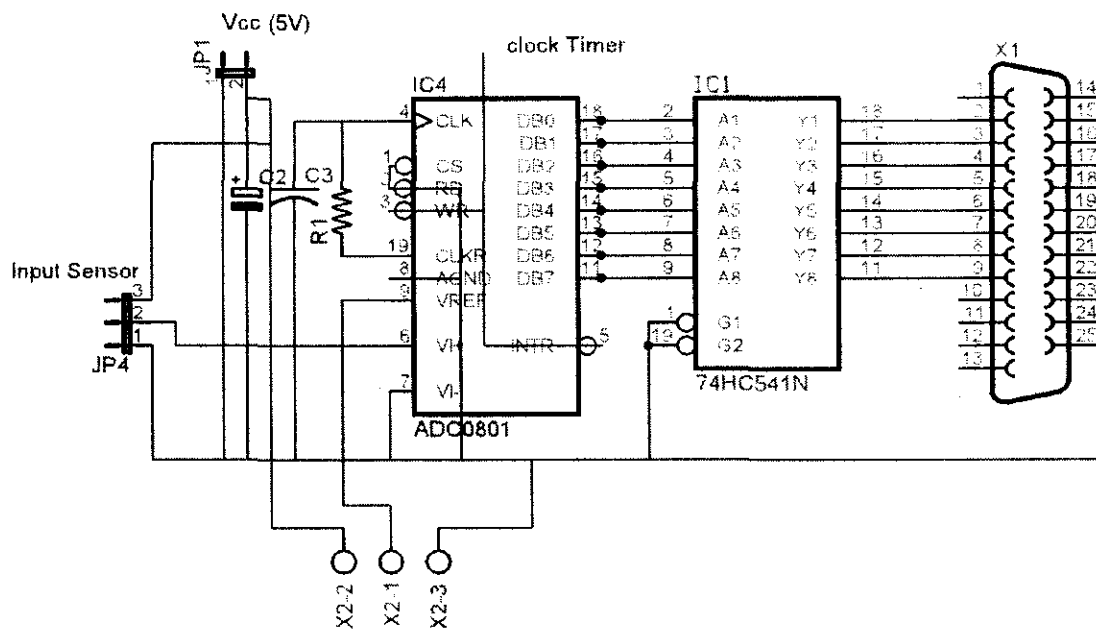 Vcc (5V)
JP1
1
2
clock Timer
X1
IC4
IC1
4 CLK DB0 18 2 A1 Y1 18
DB1 17 3 A2 Y2 17
1 CS DB2 16 4 A3 Y3 16
RD DB3 15 5 A4 Y4 15
3 WR DB4 14 6 A5 Y5 14
DB5 13 7 A6 Y6 13
19 CLKR DB6 12 8 A7 Y7 12
8 AGND DB7 11 9 A8 Y8 11
9 VREF
6 INTR 5
7 VI-
1 G1
19 G2
+
C2
C3
R1
Input Sensor
3
2
1
JP4
ADC0801
74HC541N
1 14
2 15
3 16
4 17
5 18
6 19
7 20
8 21
9 22
10 23
11 24
12 25
13
X2-2
X2-1
X2-3